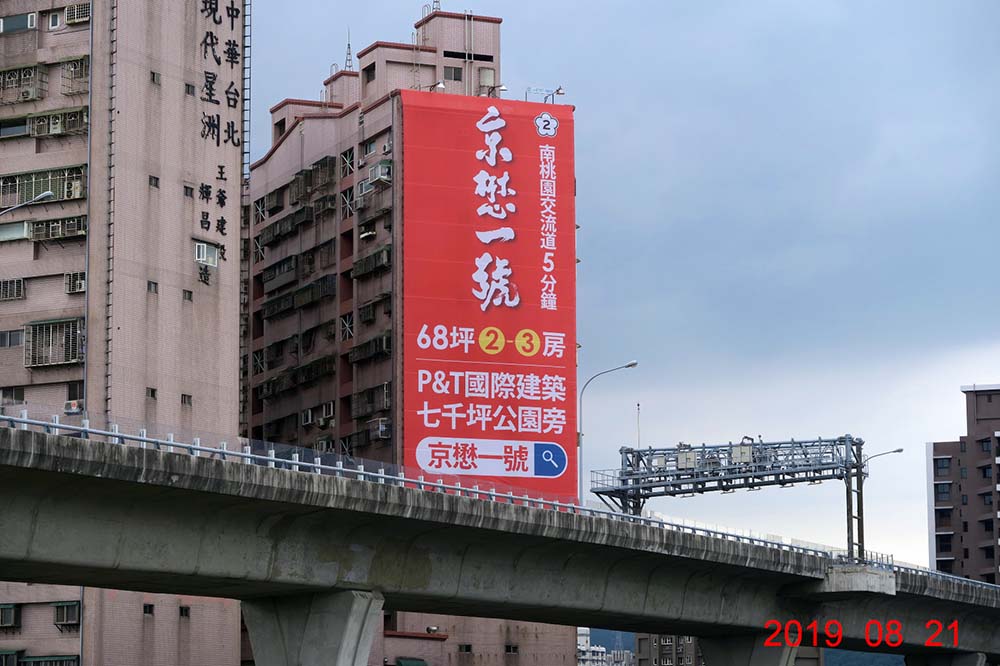 中華台北
現代星洲
王著建設
輝昌 造
2
南桃園交流道5分鐘
京懋一號
68坪2-3房
P&T國際建築
七千坪公園旁
京懋一號
2019 08 21